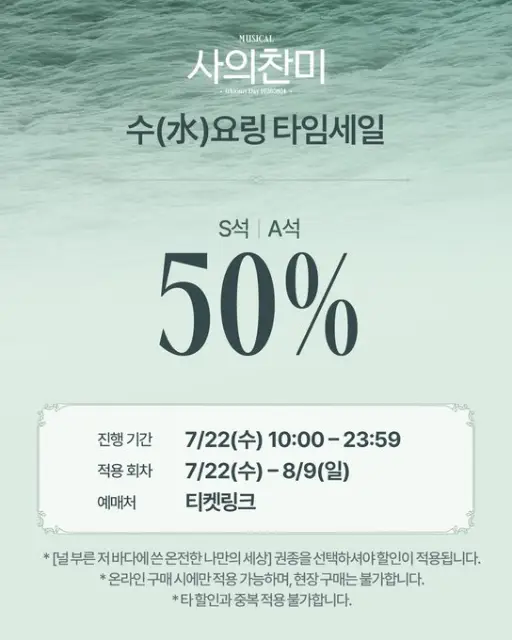 MUSICAL
사의찬미
수(水)요링 타임세일
S석 | A석
50%
진행 기간 7/22(수) 10:00 – 23:59
적용 회차 7/22(수) – 8/9(일)
예매처 티켓링크
* [널 부른 저 바다에 쓴 온전한 나만의 세상] 권종을 선택하셔야 할인이 적용됩니다.
* 온라인 구매 시에만 적용 가능하며, 현장 구매는 불가합니다.
* 타 할인과 중복 적용 불가합니다.